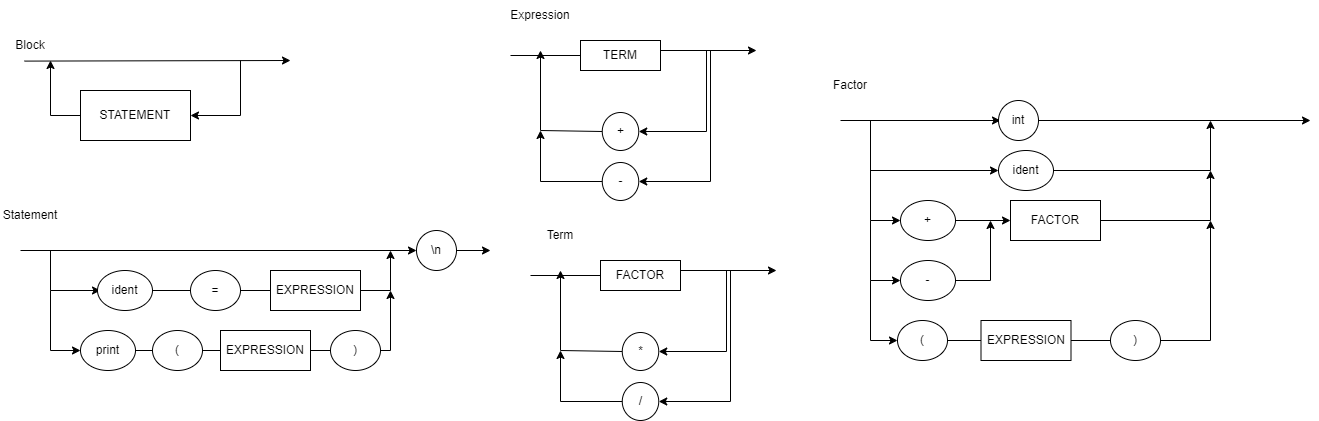 Block
STATEMENT
Statement
\n
ident
=
EXPRESSION
print
(
EXPRESSION
)
Expression
TERM
+
-
Term
FACTOR
*
/
Factor
int
ident
+
FACTOR
-
(
EXPRESSION
)